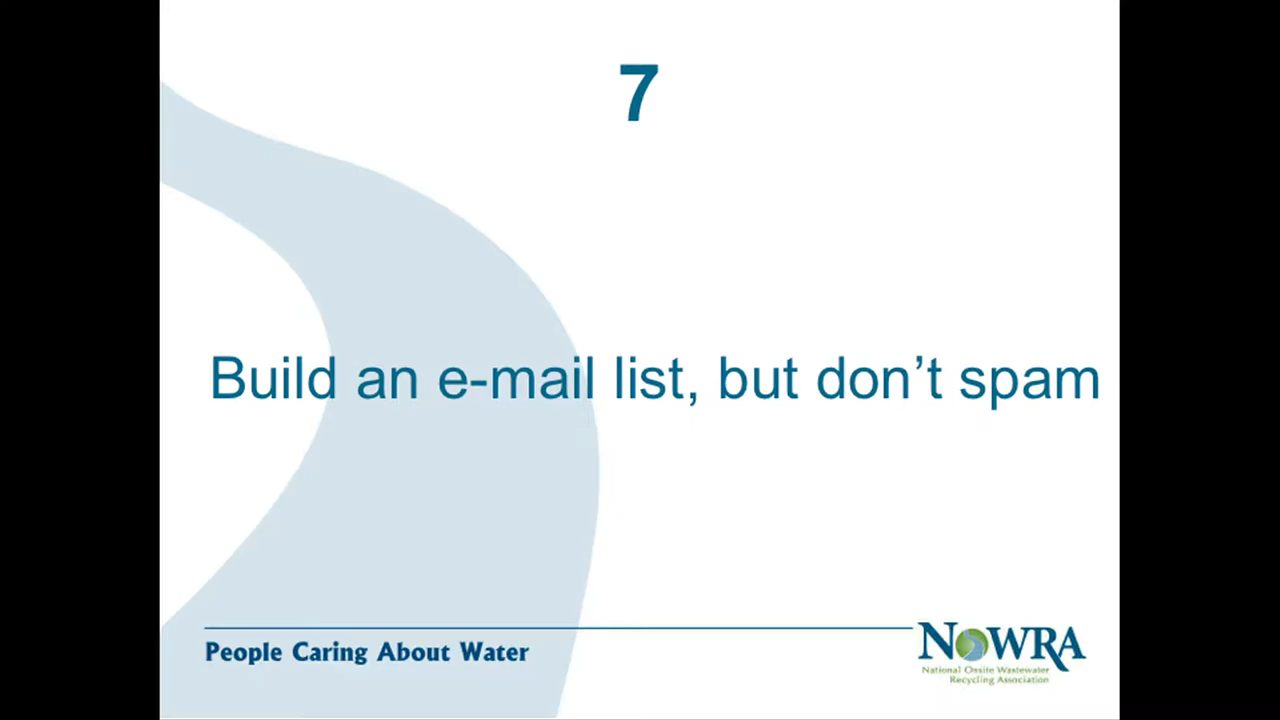 7
Build an e-mail list, but don’t spam
People Caring About Water
NOWRA
National Onsite Wastewater
Recycling Association